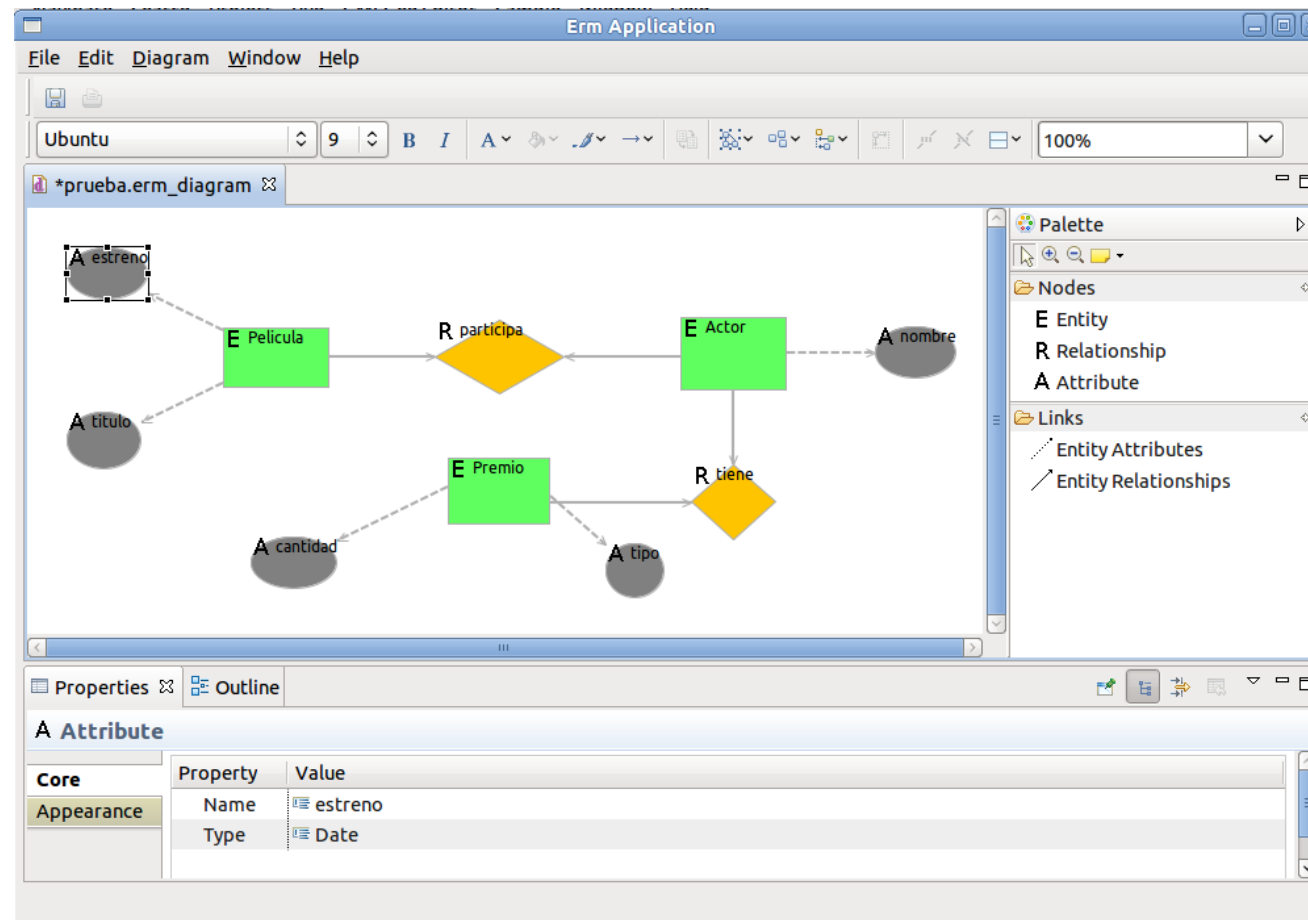 Erm Application
File Edit Diagram Window Help
Ubuntu 9 B I A 100%
*prueba.erm_diagram
Palette
Nodes
E Entity
R Relationship
A Attribute
Links
Entity Attributes
Entity Relationships
A estreno
E Pelicula
R participa
E Actor
A nombre
A titulo
E Premio
R tiene
A cantidad
A tipo
Properties Outline
A Attribute
Core
Appearance
Property Value
Name estreno
Type Date